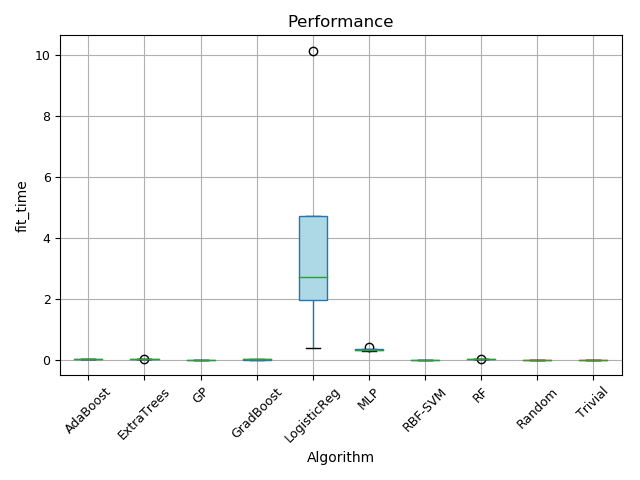 Performance
10
8
6
4
2
0
fit_time
AdaBoost
ExtraTrees
GP
GradBoost
LogisticReg
MLP
RBF-SVM
RF
Random
Trivial
Algorithm